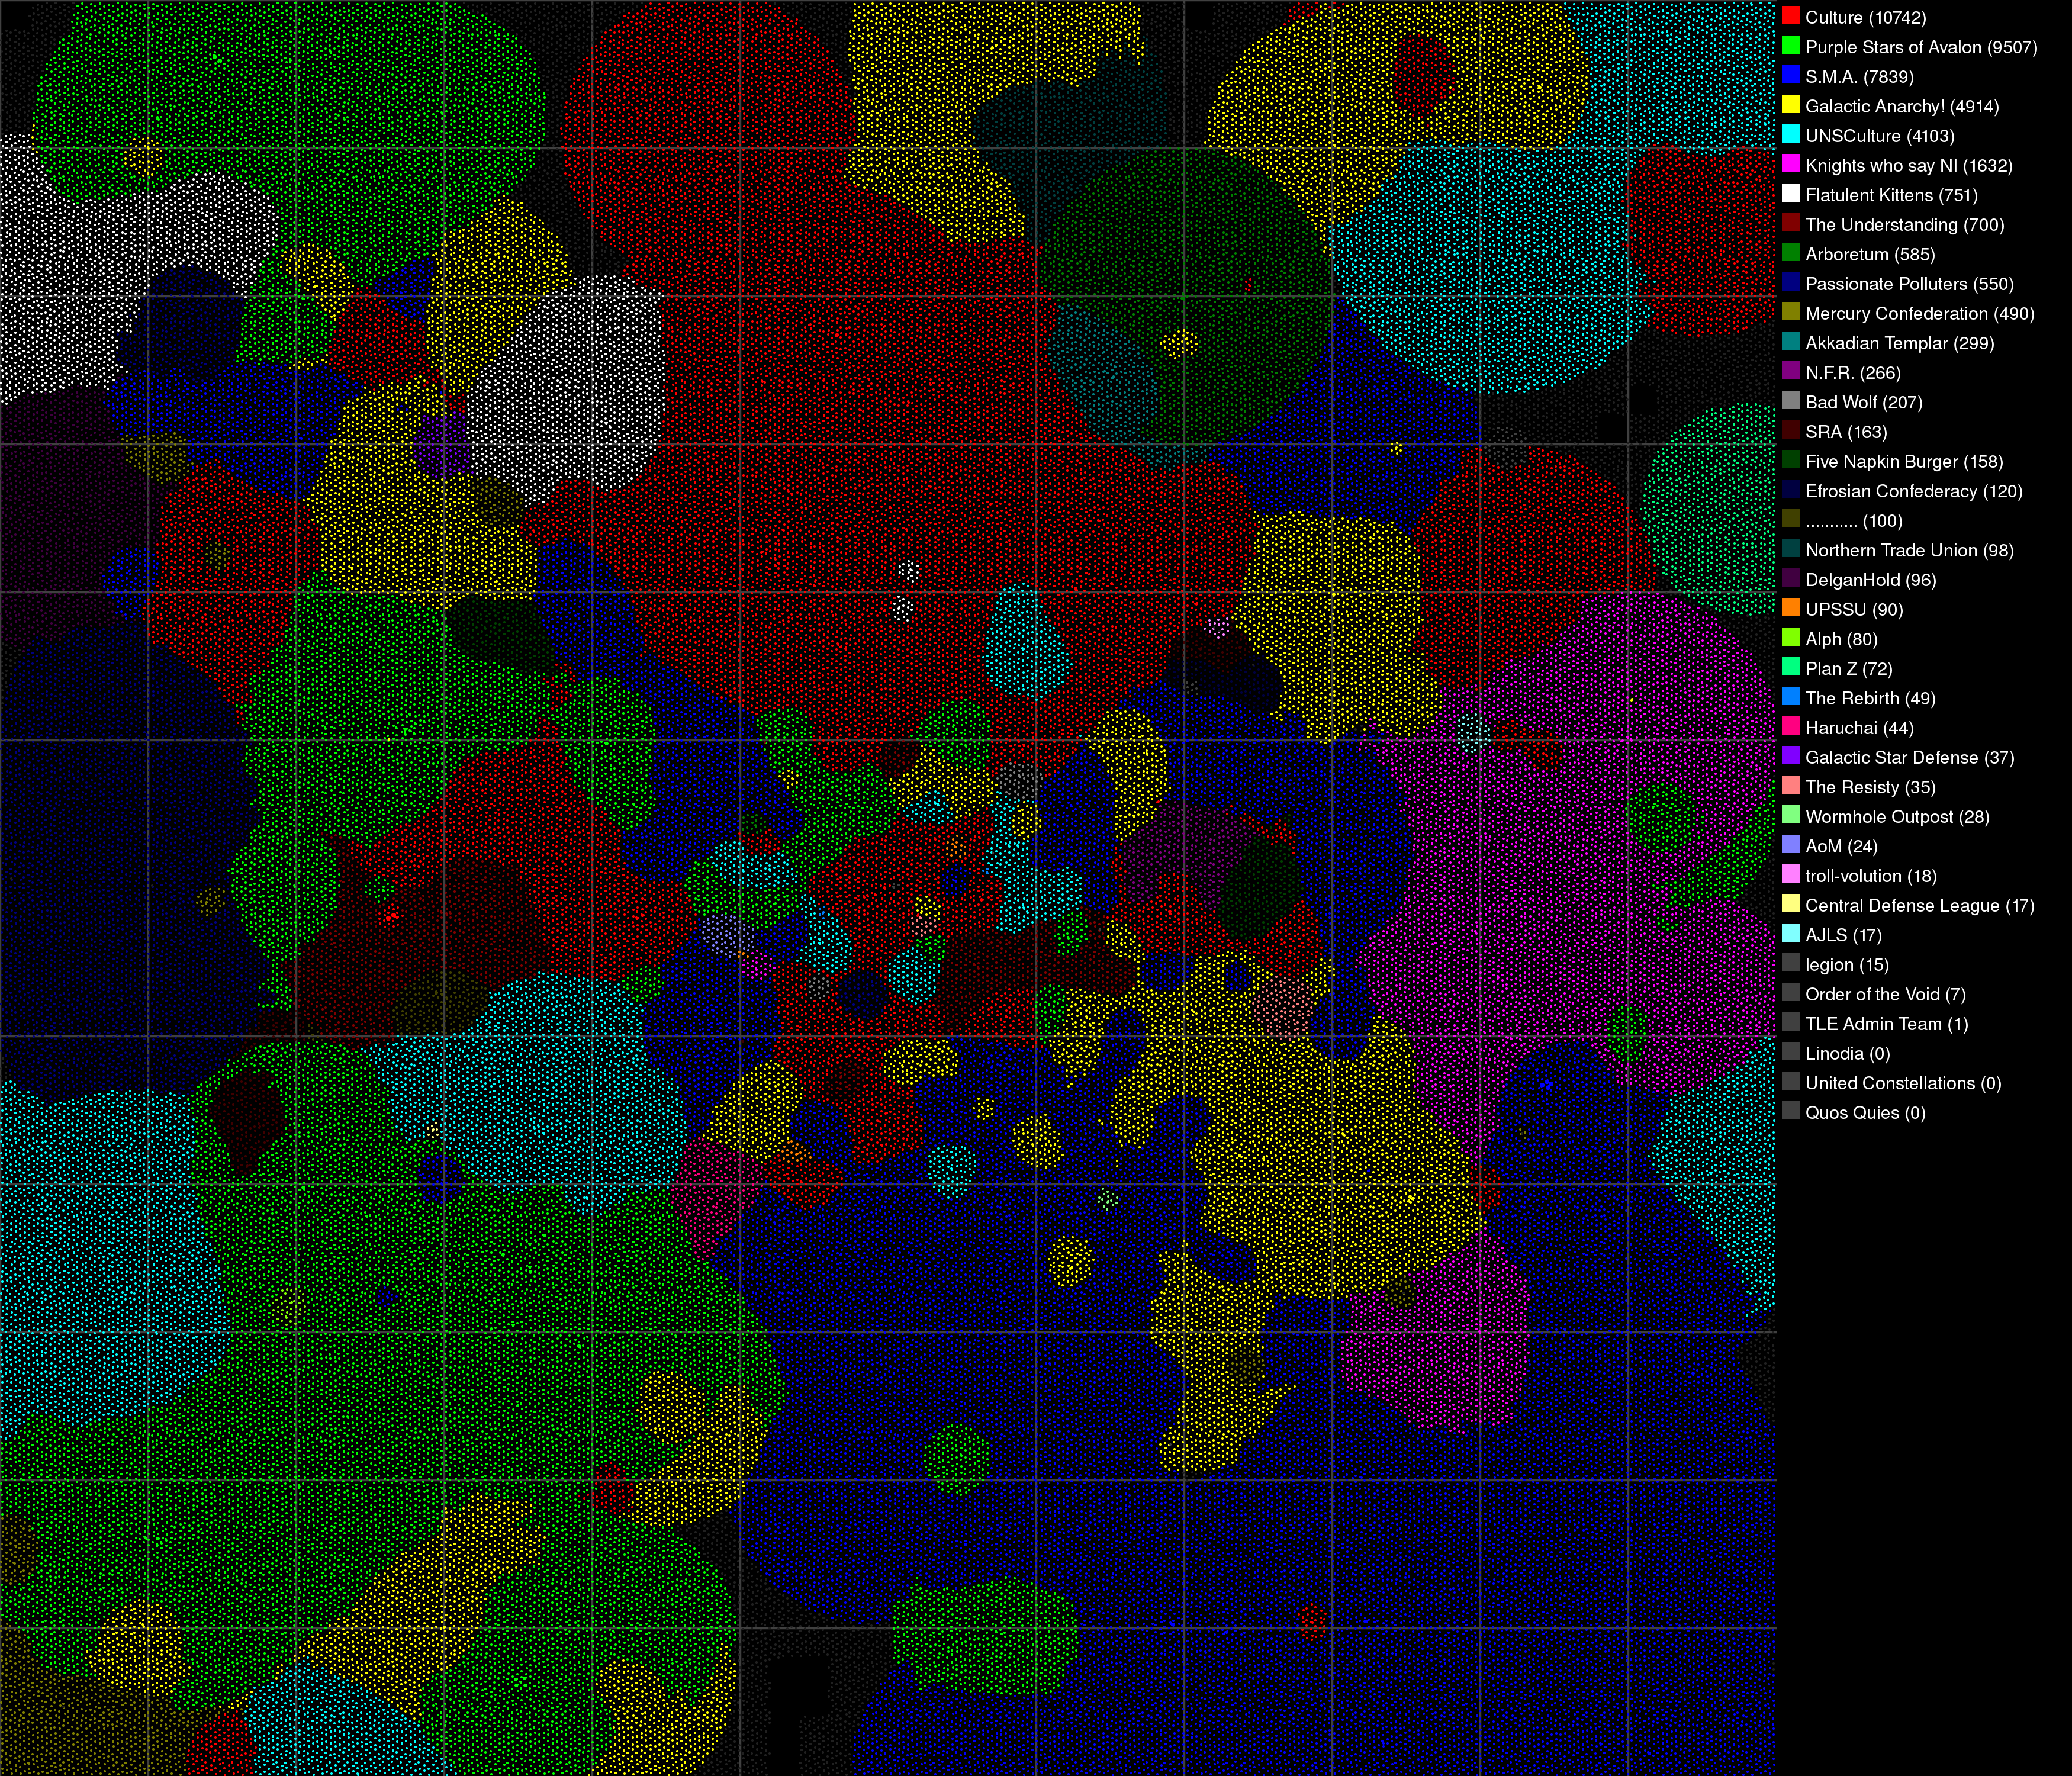 Culture (10742)
Purple Stars of Avalon (9507)
S.M.A. (7839)
Galactic Anarchy! (4914)
UNSCulture (4103)
Knights who say NI (1632)
Flatulent Kittens (751)
The Understanding (700)
Arboretum (585)
Passionate Polluters (550)
Mercury Confederation (490)
Akkadian Templar (299)
N.F.R. (266)
Bad Wolf (207)
SRA (163)
Five Napkin Burger (158)
Efrosian Confederacy (120)
........... (100)
Northern Trade Union (98)
DelganHold (96)
UPSSU (90)
Alph (80)
Plan Z (72)
The Rebirth (49)
Haruchai (44)
Galactic Star Defense (37)
The Resisty (35)
Wormhole Outpost (28)
AoM (24)
troll-volution (18)
Central Defense League (17)
AJLS (17)
legion (15)
Order of the Void (7)
TLE Admin Team (1)
Linodia (0)
United Constellations (0)
Quos Quies (0)